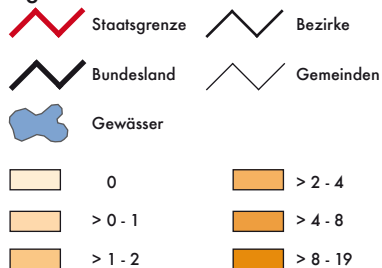 Staatsgrenze Bezirke
Bundesland Gemeinden
Gewässer
0 > 2 - 4
> 0 - 1 > 4 - 8
> 1 - 2 > 8 - 19